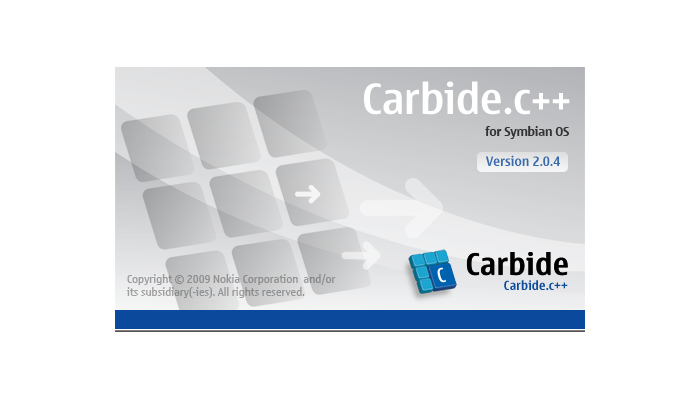 Carbide.c++
for Symbian OS
Version 2.0.4
C
Carbide
Carbide.c++
Copyright © 2009 Nokia Corporation and/or
its subsidiary(-ies). All rights reserved.